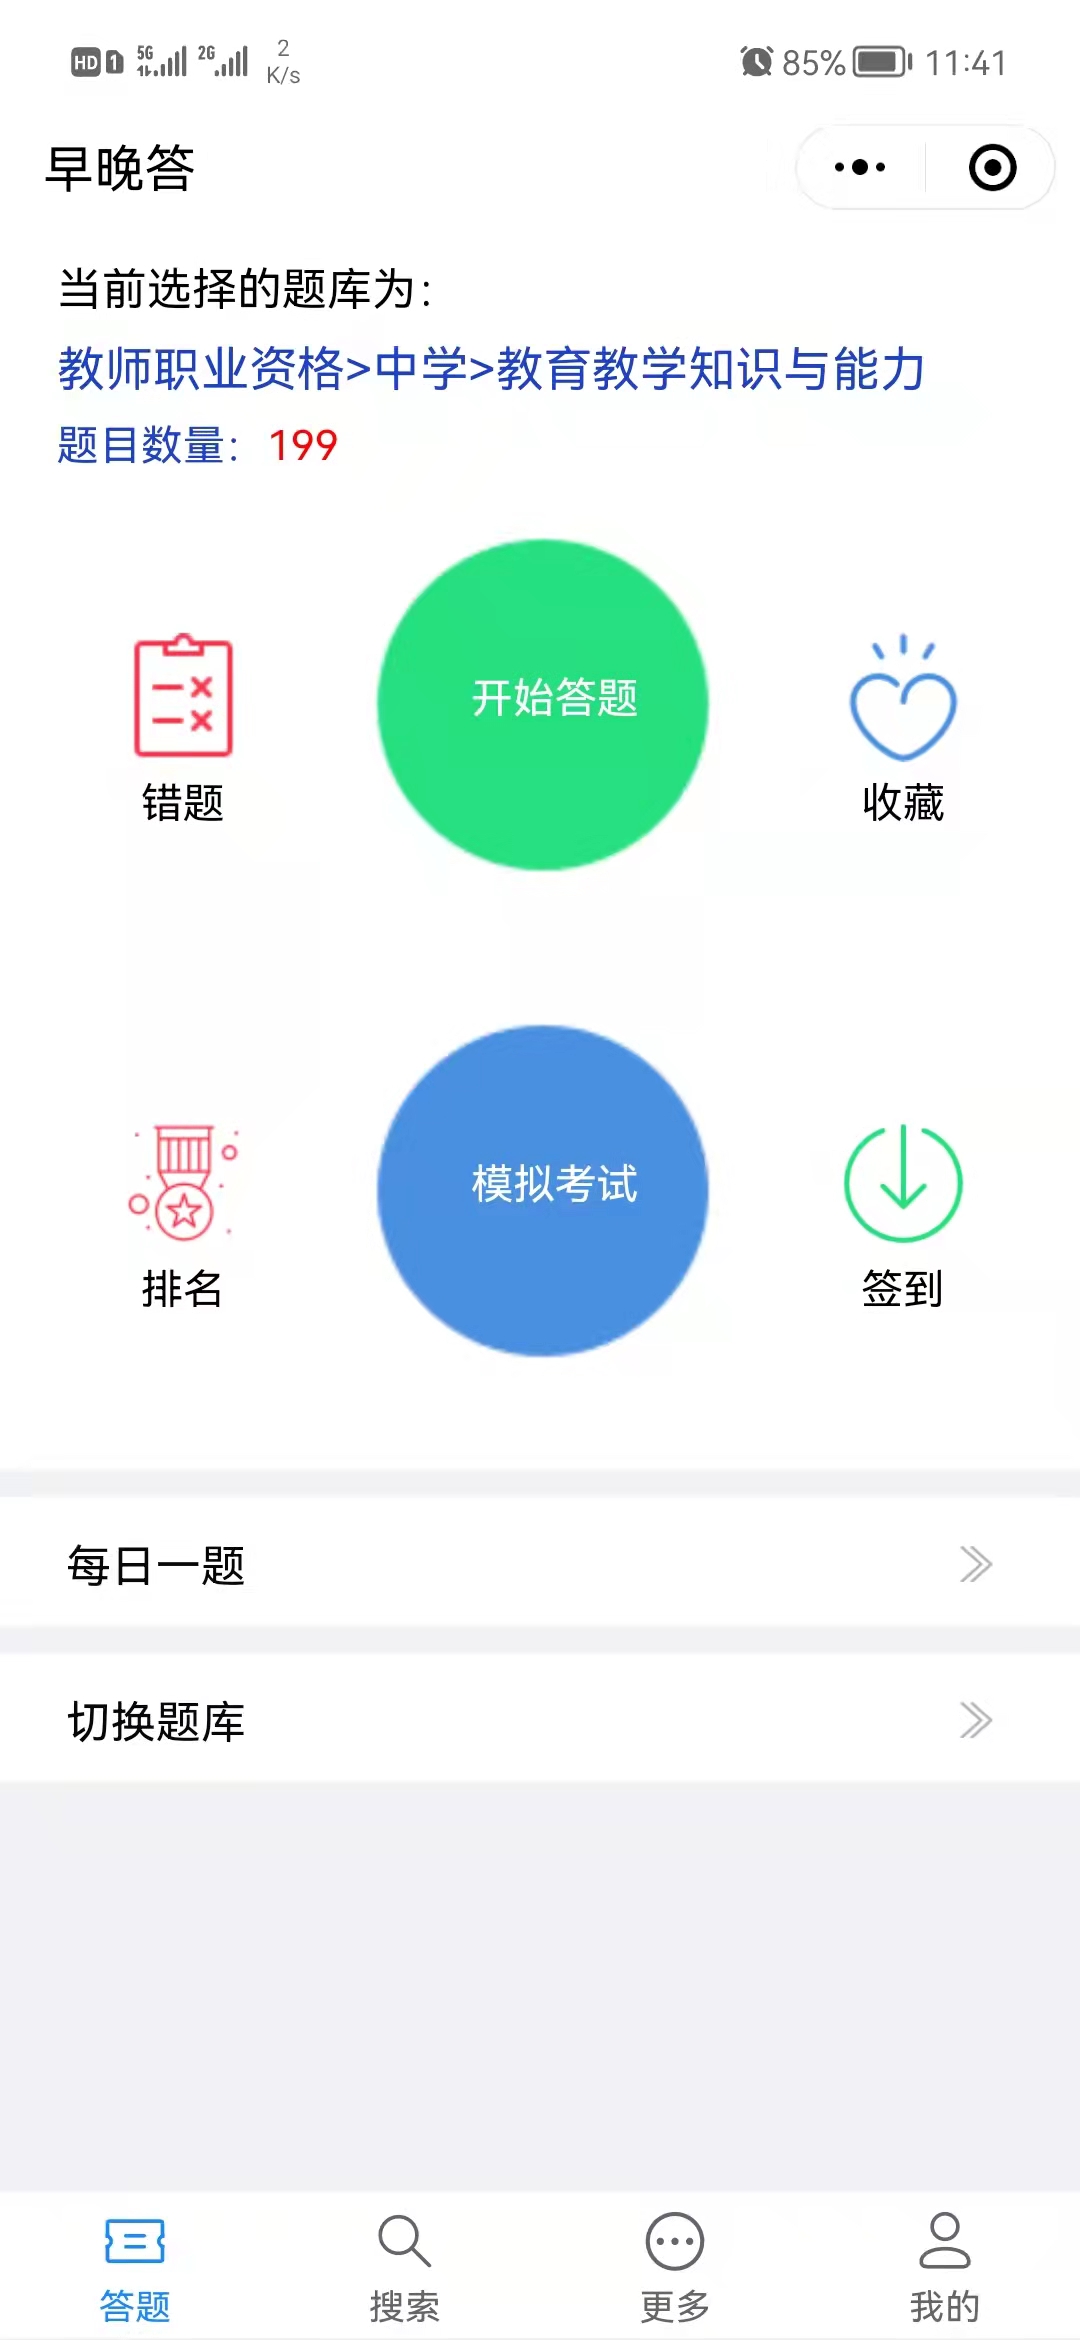 HD 1 5G 2G 2 K/s 85% 11:41
早晚答
当前选择的题库为：
教师职业资格>中学>教育教学知识与能力
题目数量： 199
开始答题
错题 收藏
模拟考试
排名 签到
每日一题
切换题库
答题 搜索 更多 我的